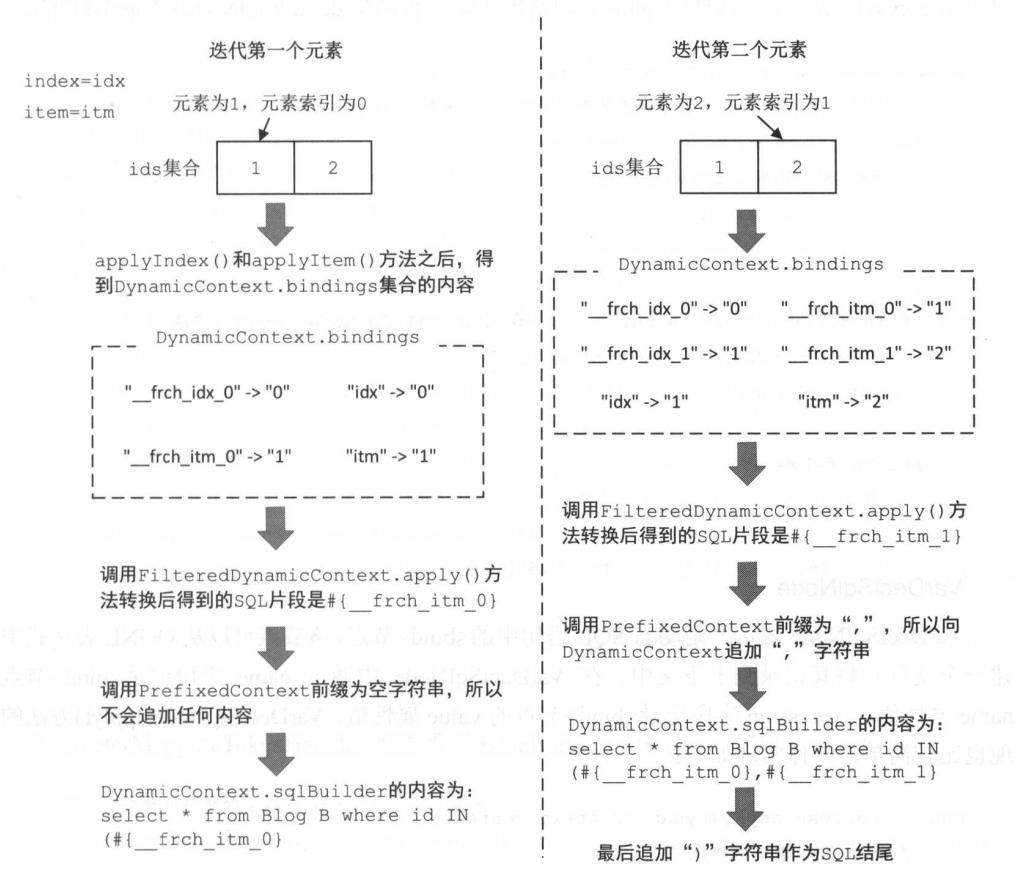 迭代第一个元素
index=idx
item=itm
元素为1，元素索引为0
ids集合 1 2
applyIndex()和applyItem()方法之后，得
到DynamicContext.bindings集合的内容
DynamicContext.bindings
"__frch_idx_0" -> "0" "idx" -> "0"
"__frch_itm_0" -> "1" "itm" -> "1"
调用FilteredDynamicContext.apply()方
法转换后得到的SQL片段是#{__frch_itm_0}
调用PrefixedContext前缀为空字符串，所以
不会追加任何内容
DynamicContext.sqlBuilder的内容为：
select * from Blog B where id IN
(#{__frch_itm_0}
迭代第二个元素
元素为2，元素索引为1
ids集合 1 2
DynamicContext.bindings
"__frch_idx_0" -> "0" "__frch_itm_0" -> "1"
"__frch_idx_1" -> "1" "__frch_itm_1" -> "2"
"idx" -> "1" "itm" -> "2"
调用FilteredDynamicContext.apply()方
法转换后得到的SQL片段是#{__frch_itm_1}
调用PrefixedContext前缀为“,”，所以向
DynamicContext追加“,”字符串
DynamicContext.sqlBuilder的内容为：
select * from Blog B where id IN
(#{__frch_itm_0},#{__frch_itm_1}
最后追加“)”字符串作为SQL结尾